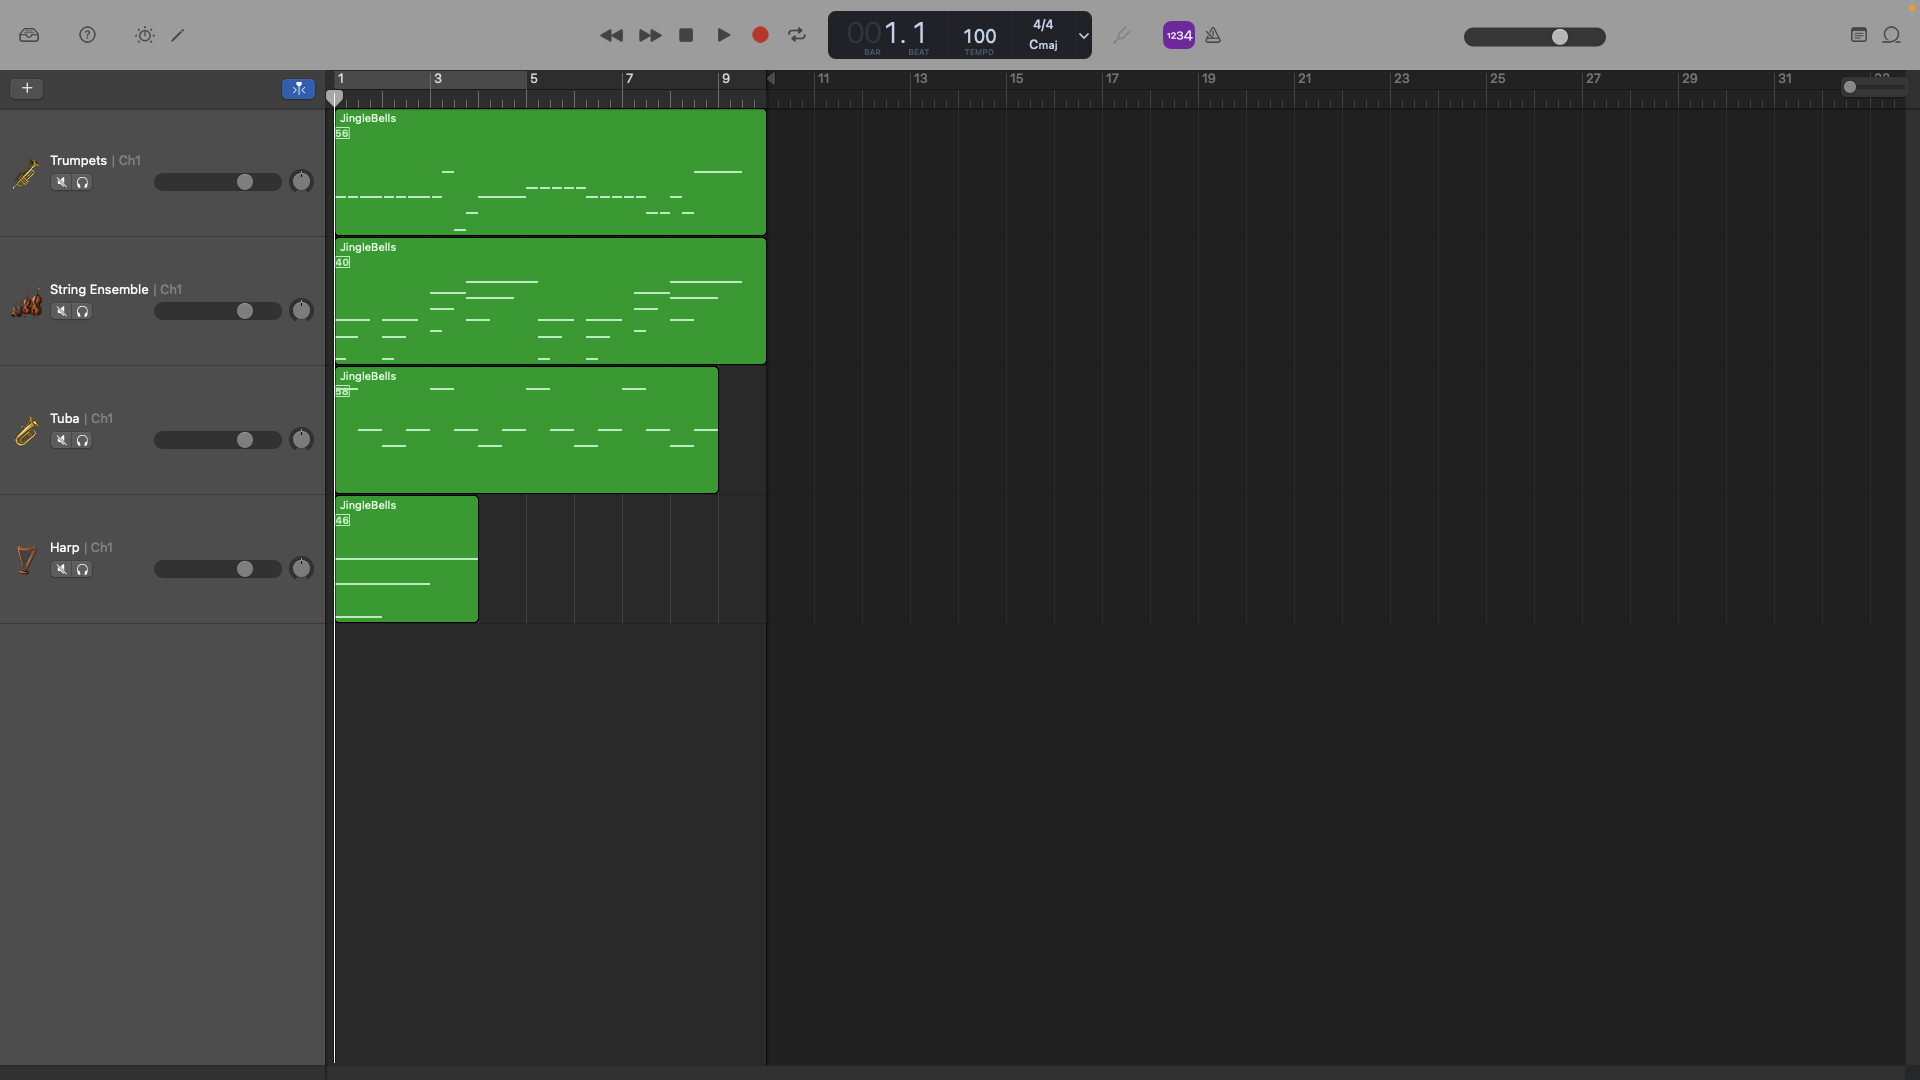 001. 1
BAR BEAT
100
TEMPO
4/4
Cmaj
1234
1 3 5 7 9 11 13 15 17 19 21 23 25 27 29 31
Trumpets | Ch1
JingleBells
56
String Ensemble | Ch1
JingleBells
40
Tuba | Ch1
JingleBells
58
Harp | Ch1
JingleBells
46